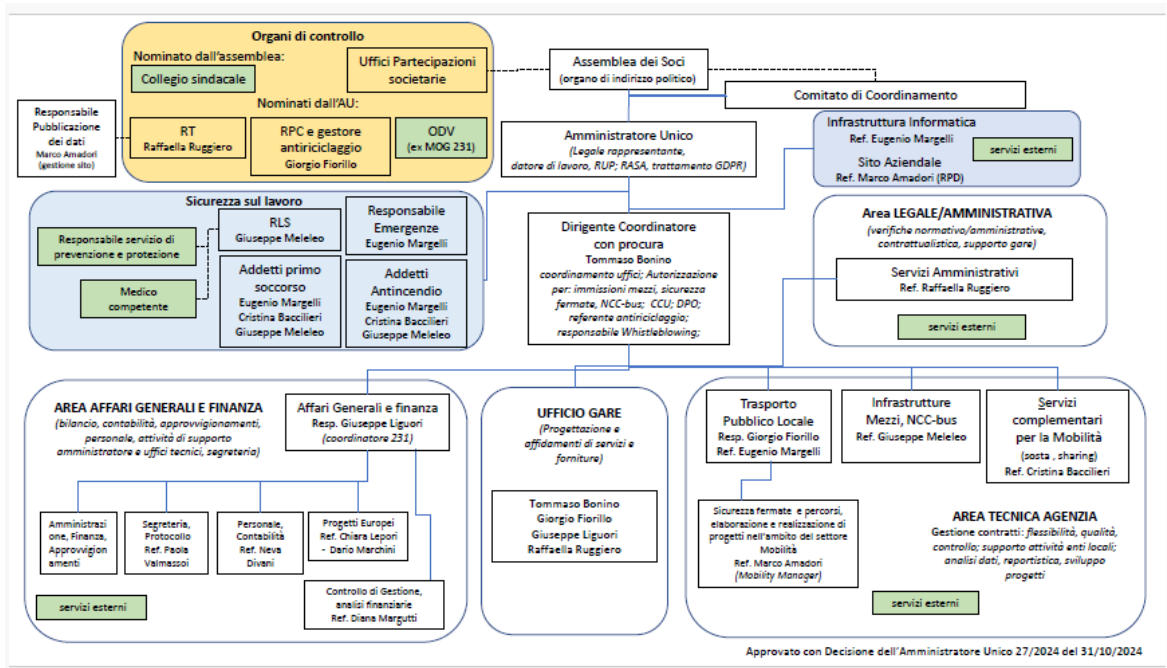 Organi di controllo
Nominato dall'assemblea:
Collegio sindacale
Uffici Partecipazioni
societarie
Nominati dall'AU:
RT
Raffaella Ruggiero
RPC e gestore
antiriciclaggio
Giorgio Fiorillo
ODV
(ex MOG 231)
Responsabile
Pubblicazione
dei dati
Marco Amadori
(gestione sito)
Assemblea dei Soci
(organo di indirizzo politico)
Comitato di Coordinamento
Amministratore Unico
(Legale rappresentante,
datore di lavoro, RUP; RASA, trattamento GDPR)
Infrastruttura Informatica
Ref. Eugenio Margelli
servizi esterni
Sito Aziendale
Ref. Marco Amadori (RPD)
Sicurezza sul lavoro
Responsabile servizio di
prevenzione e protezione
Medico
competente
RLS
Giuseppe Meleleo
Responsabile
Emergenze
Eugenio Margelli
Addetti primo
soccorso
Eugenio Margelli
Cristina Baccilieri
Giuseppe Meleleo
Addetti
Antincendio
Eugenio Margelli
Cristina Baccilieri
Giuseppe Meleleo
Dirigente Coordinatore
con procura
Tommaso Bonino
coordinamento uffici; Autorizzazione
per: immissioni mezzi, sicurezza
fermate, NCC-bus; CCU; DPO;
referente antiriciclaggio;
responsabile Whistleblowing;
Area LEGALE/AMMINISTRATIVA
(verifiche normativo/amministrative,
contrattualistica, supporto gare)
Servizi Amministrativi
Ref. Raffaella Ruggiero
servizi esterni
AREA AFFARI GENERALI E FINANZA
(bilancio, contabilità, approvvigionamenti,
personale, attività di supporto
amministratore e uffici tecnici, segreteria)
Affari Generali e finanza
Resp. Giuseppe Liguori
(coordinatore 231)
Amministrazi
one, Finanza,
Approvvigion
amenti
Segreteria,
Protocollo
Ref. Paola
Valmassoi
Personale,
Contabilità
Ref. Neva
Divani
Progetti Europei
Ref. Chiara Lepori
- Dario Marchini
Controllo di Gestione,
analisi finanziarie
Ref. Diana Margutti
servizi esterni
UFFICIO GARE
(Progettazione e
affidamenti di servizi e
forniture)
Tommaso Bonino
Giorgio Fiorillo
Giuseppe Liguori
Raffaella Ruggiero
Trasporto
Pubblico Locale
Resp. Giorgio Fiorillo
Ref. Eugenio Margelli
Infrastrutture
Mezzi, NCC-bus
Ref. Giuseppe Meleleo
Servizi
complementari
per la Mobilità
(sosta , sharing)
Ref. Cristina Baccilieri
Sicurezza fermate e percorsi,
elaborazione e realizzazione di
progetti nell'ambito del settore
Mobilità
Ref. Marco Amadori
(Mobility Manager)
AREA TECNICA AGENZIA
Gestione contratti: flessibilità, qualità,
controllo; supporto attività enti locali;
analisi dati, reportistica, sviluppo
progetti
servizi esterni
Approvato con Decisione dell'Amministratore Unico 27/2024 del 31/10/2024